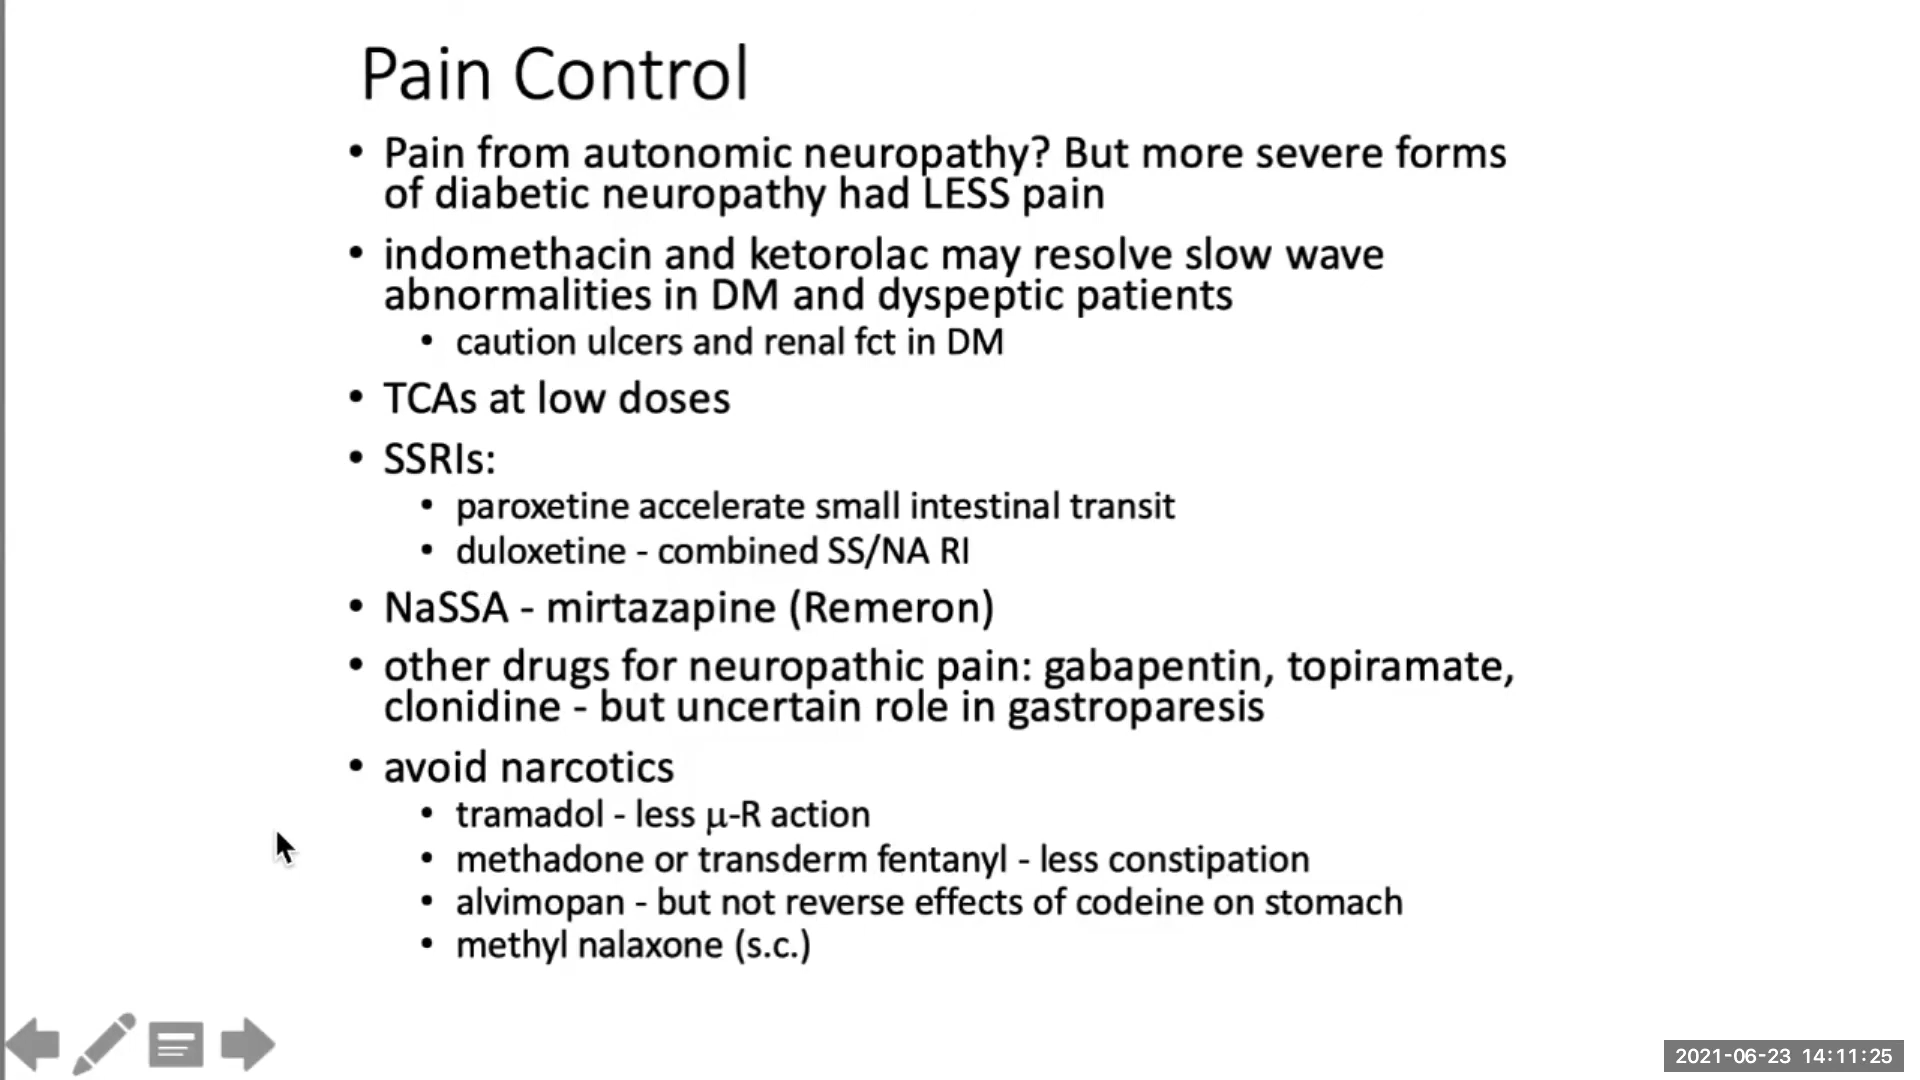 Pain Control
• Pain from autonomic neuropathy? But more severe forms
of diabetic neuropathy had LESS pain
• indomethacin and ketorolac may resolve slow wave
abnormalities in DM and dyspeptic patients
• caution ulcers and renal fct in DM
• TCAs at low doses
• SSRIs:
• paroxetine accelerate small intestinal transit
• duloxetine - combined SS/NA RI
• NaSSA - mirtazapine (Remeron)
• other drugs for neuropathic pain: gabapentin, topiramate,
clonidine - but uncertain role in gastroparesis
• avoid narcotics
• tramadol - less μ-R action
• methadone or transderm fentanyl - less constipation
• alvimopan - but not reverse effects of codeine on stomach
• methyl nalaxone (s.c.)
2021-06-23 14:11:25